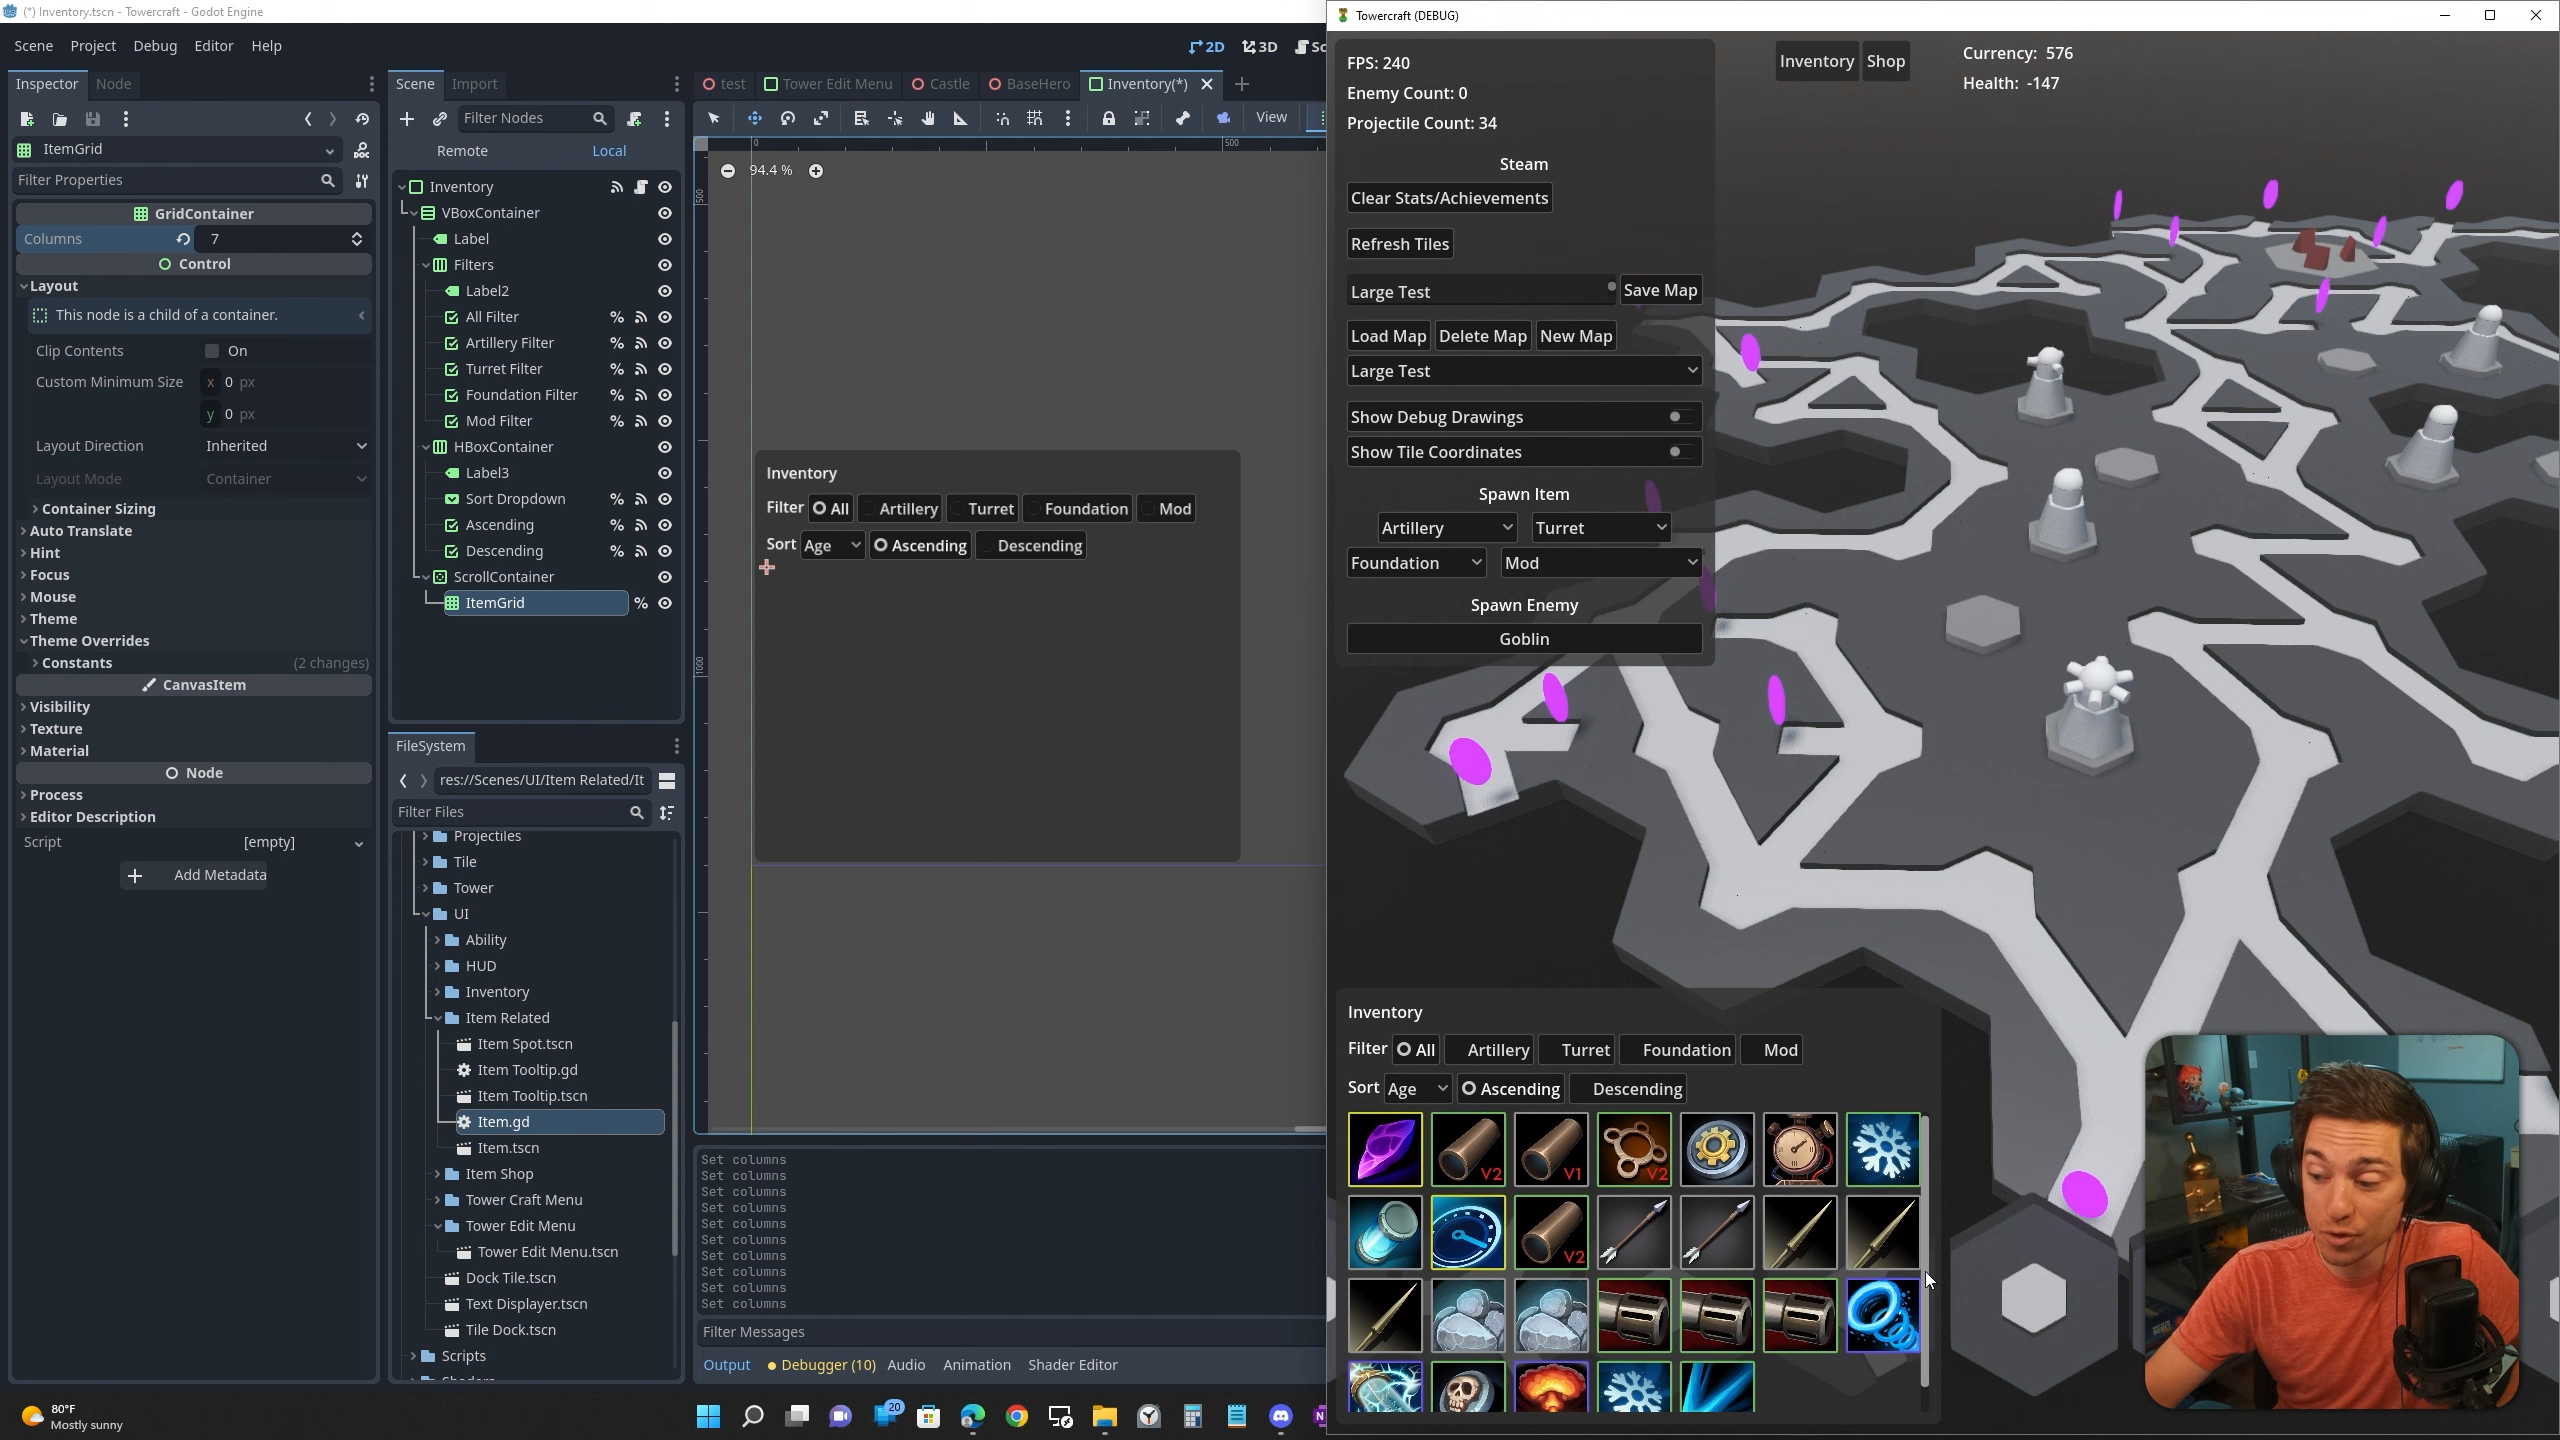 (*) Inventory.tscn - Towercraft - Godot Engine
Scene Project Debug Editor Help
2D 3D Sc
Inspector Node
ItemGrid
Filter Properties
GridContainer
Columns 7
Control
Layout
This node is a child of a container.
Clip Contents On
Custom Minimum Size x 0 px
y 0 px
Layout Direction Inherited
Layout Mode Container
Container Sizing
Auto Translate
Hint
Focus
Mouse
Theme
Theme Overrides
Constants (2 changes)
CanvasItem
Visibility
Texture
Material
Node
Process
Editor Description
Script [empty]
Add Metadata
Scene Import
Filter Nodes
Remote Local
Inventory
VBoxContainer
Label
Filters
Label2
All Filter
Artillery Filter
Turret Filter
Foundation Filter
Mod Filter
HBoxContainer
Label3
Sort Dropdown
Ascending
Descending
ScrollContainer
ItemGrid
FileSystem
res://Scenes/UI/Item Related/It
Filter Files
Projectiles
Tile
Tower
UI
Ability
HUD
Inventory
Item Related
Item Spot.tscn
Item Tooltip.gd
Item Tooltip.tscn
Item.gd
Item.tscn
Item Shop
Tower Craft Menu
Tower Edit Menu
Tower Edit Menu.tscn
Dock Tile.tscn
Text Displayer.tscn
Tile Dock.tscn
Scripts
test Tower Edit Menu Castle BaseHero Inventory(*)
View
0 500
94.4 %
500
1000
Inventory
Filter All Artillery Turret Foundation Mod
Sort Age Ascending Descending
Set columns
Set columns
Set columns
Set columns
Set columns
Set columns
Set columns
Set columns
Set columns
Set columns
Filter Messages
Output Debugger (10) Audio Animation Shader Editor
Towercraft (DEBUG)
FPS: 240
Enemy Count: 0
Projectile Count: 34
Steam
Clear Stats/Achievements
Refresh Tiles
Large Test Save Map
Load Map Delete Map New Map
Large Test
Show Debug Drawings
Show Tile Coordinates
Spawn Item
Artillery Turret
Foundation Mod
Spawn Enemy
Goblin
Inventory Shop
Currency: 576
Health: -147
Inventory
Filter All Artillery Turret Foundation Mod
Sort Age Ascending Descending
V2 V1 V2
V2
80°F
Mostly sunny
20